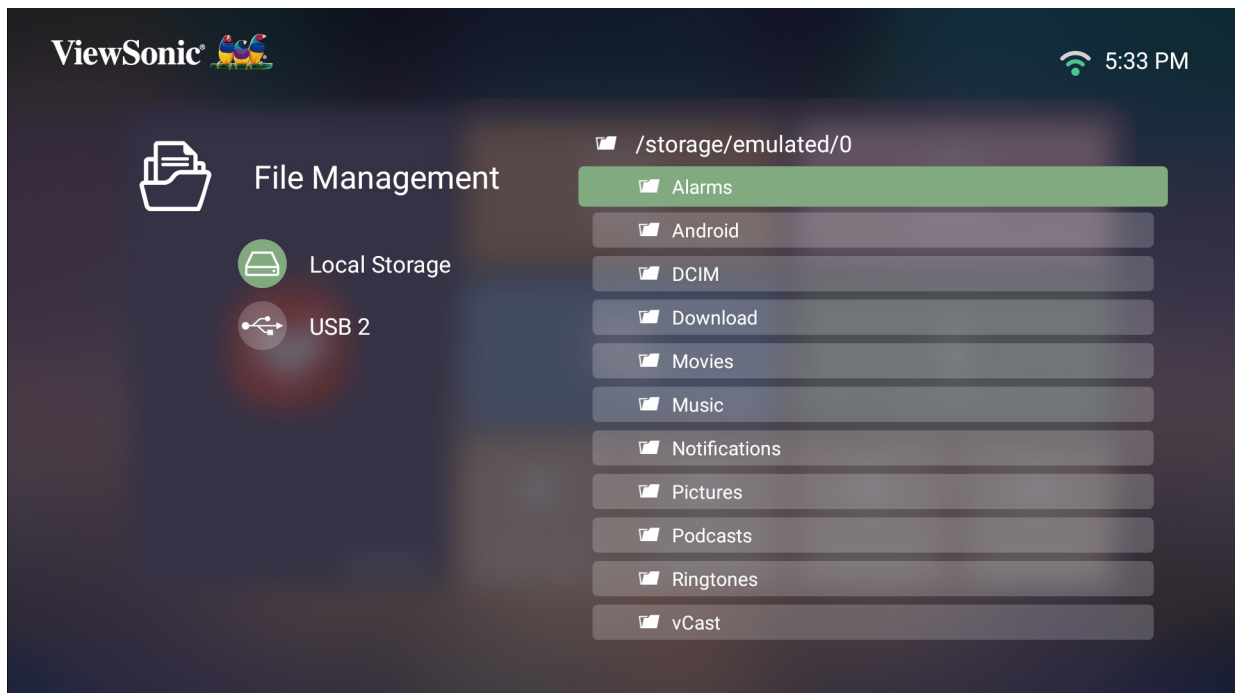 ViewSonic®
5:33 PM
File Management
Local Storage
USB 2
/storage/emulated/0
Alarms
Android
DCIM
Download
Movies
Music
Notifications
Pictures
Podcasts
Ringtones
vCast